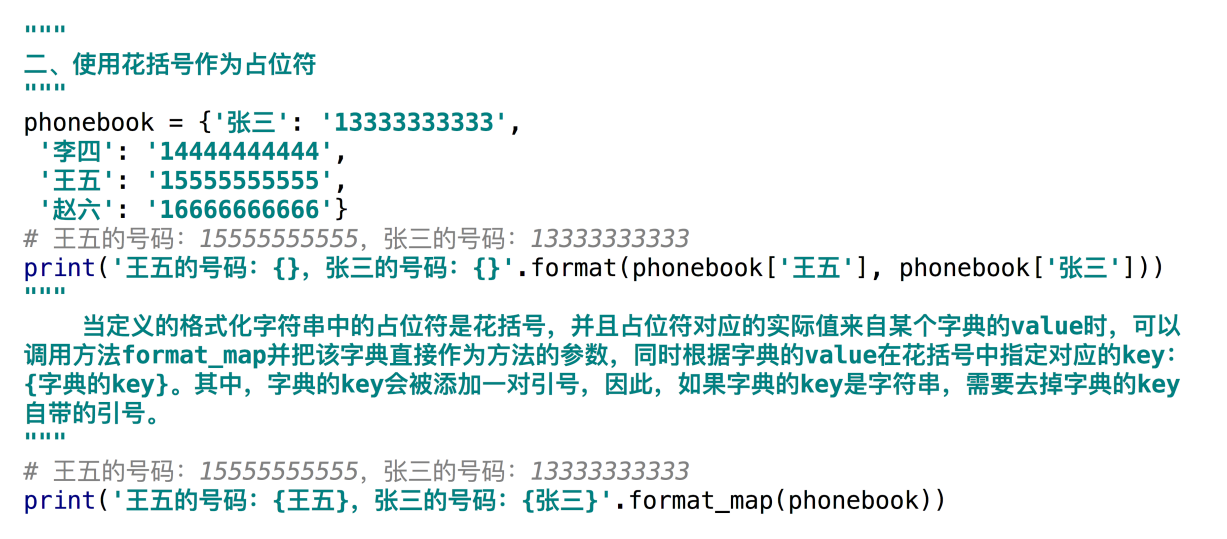 """
二、使用花括号作为占位符
"""
phonebook = {'张三': '13333333333',
 '李四': '14444444444',
 '王五': '15555555555',
 '赵六': '16666666666'}
# 王五的号码：15555555555，张三的号码：13333333333
print('王五的号码：{}，张三的号码：{}'.format(phonebook['王五'], phonebook['张三']))
"""
    当定义的格式化字符串中的占位符是花括号，并且占位符对应的实际值来自某个字典的value时，可以
调用方法format_map并把该字典直接作为方法的参数，同时根据字典的value在花括号中指定对应的key：
{字典的key}。其中，字典的key会被添加一对引号，因此，如果字典的key是字符串，需要去掉字典的key
自带的引号。
"""
# 王五的号码：15555555555，张三的号码：13333333333
print('王五的号码：{王五}，张三的号码：{张三}'.format_map(phonebook))